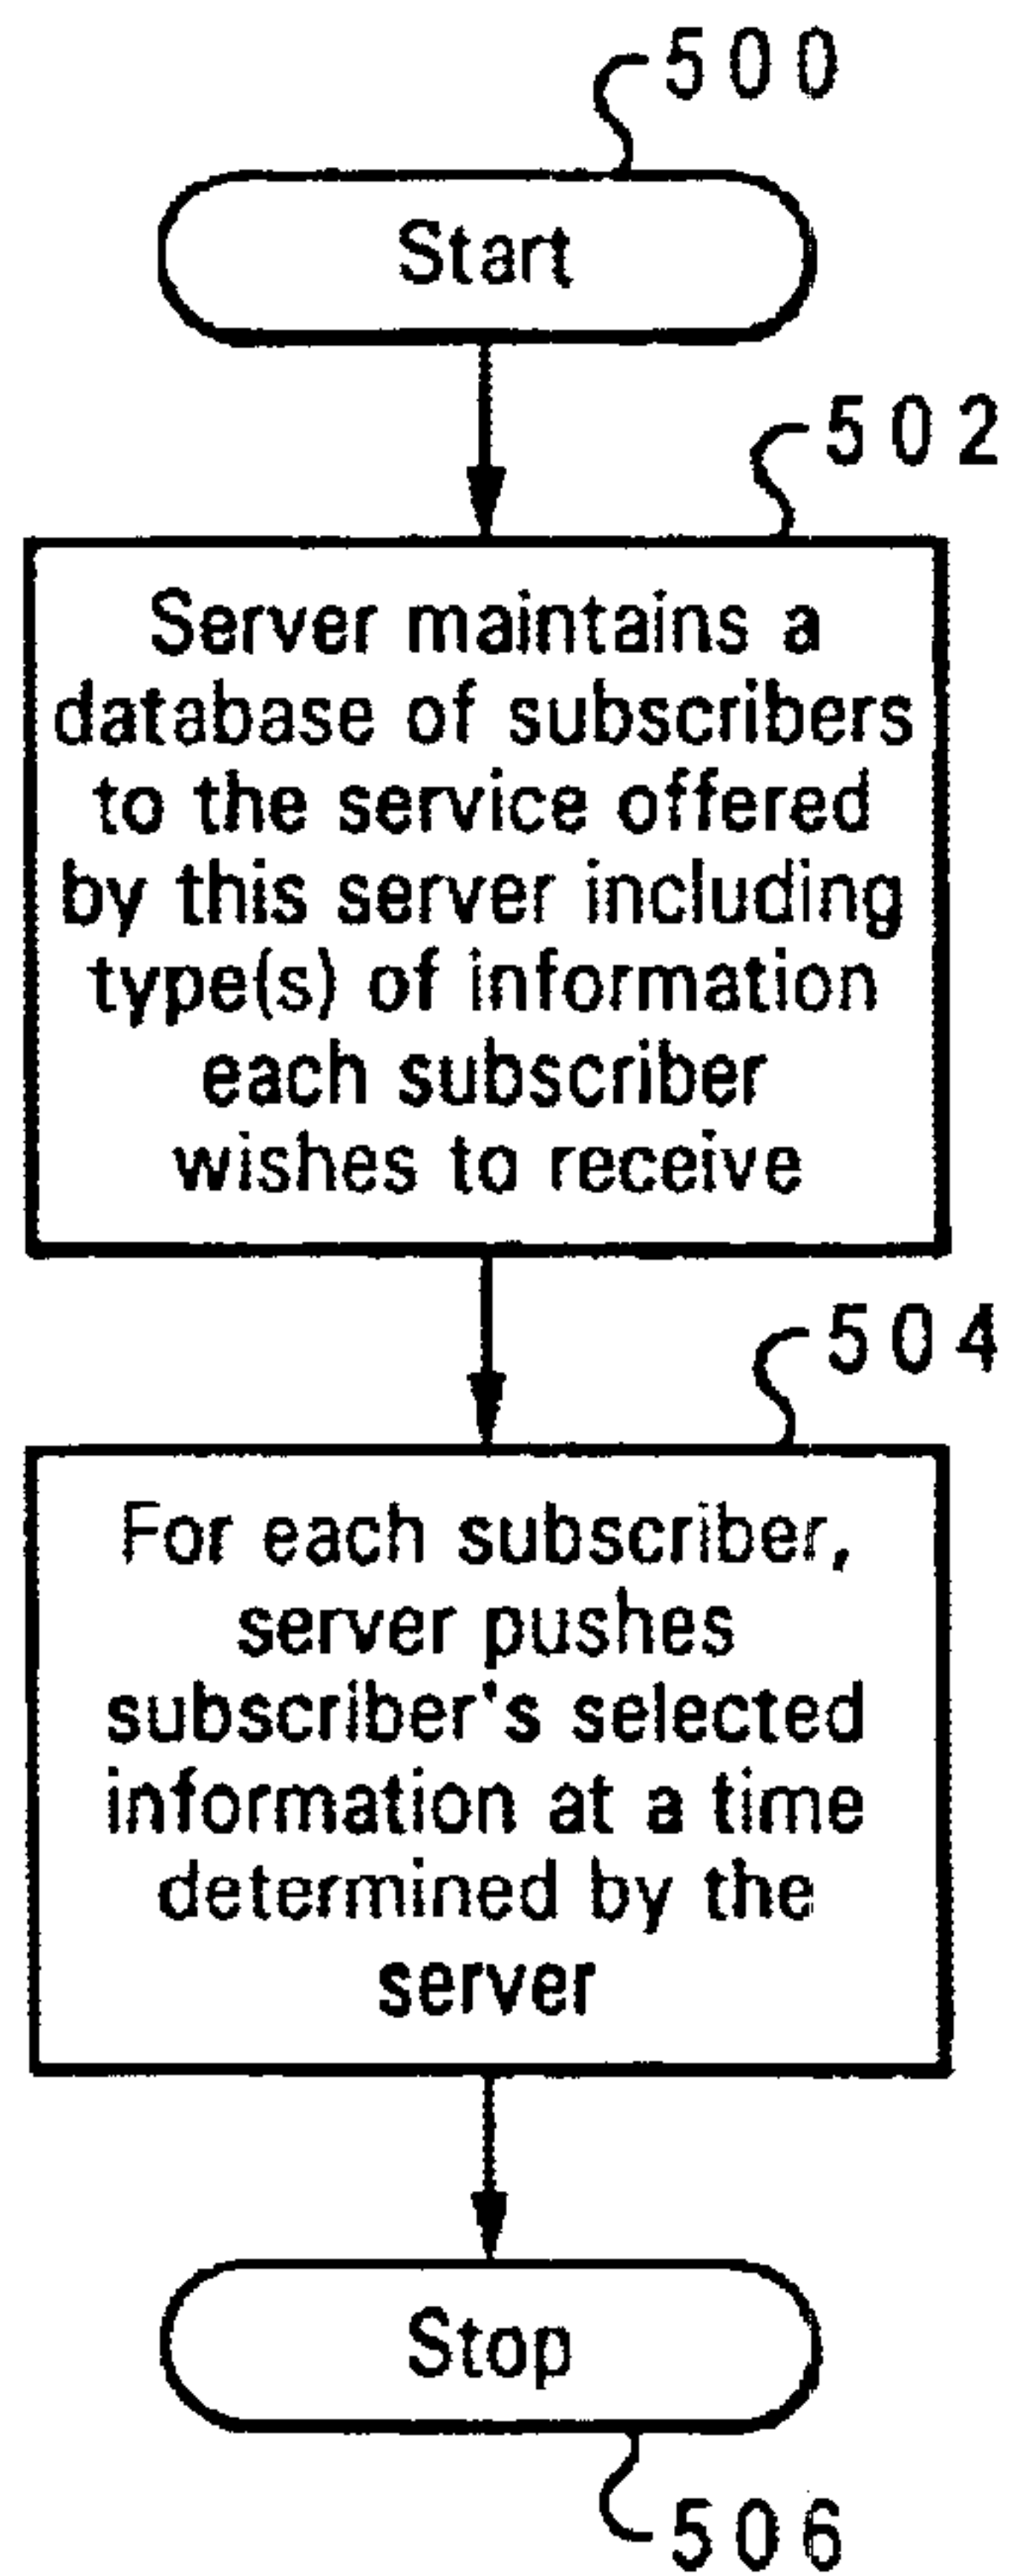 500
Start
502
Server maintains a
database of subscribers
to the service offered
by this server including
type(s) of information
each subscriber
wishes to receive
504
For each subscriber,
server pushes
subscriber's selected
information at a time
determined by the
server
Stop
506